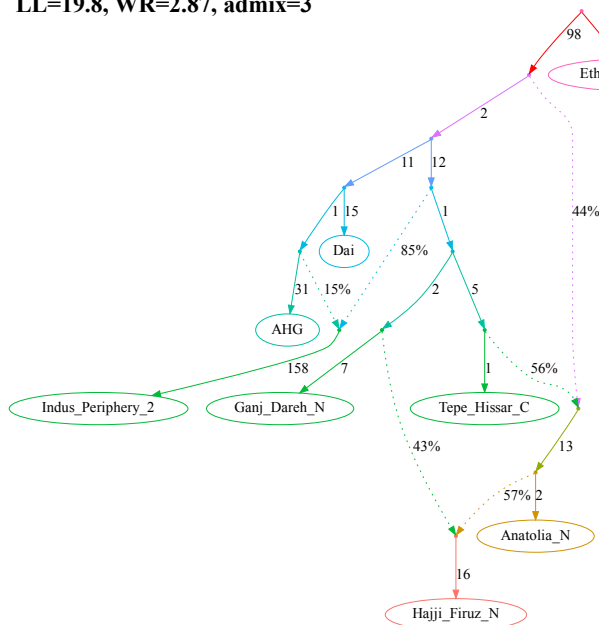 LL=19.8, WR=2.87, admix=3
98
Eth
2
11
12
44%
1
15
1
Dai
85%
31
15%
2
5
AHG
158
7
1
56%
Indus_Periphery_2
Ganj_Dareh_N
Tepe_Hissar_C
43%
13
57%
2
Anatolia_N
16
Hajji_Firuz_N